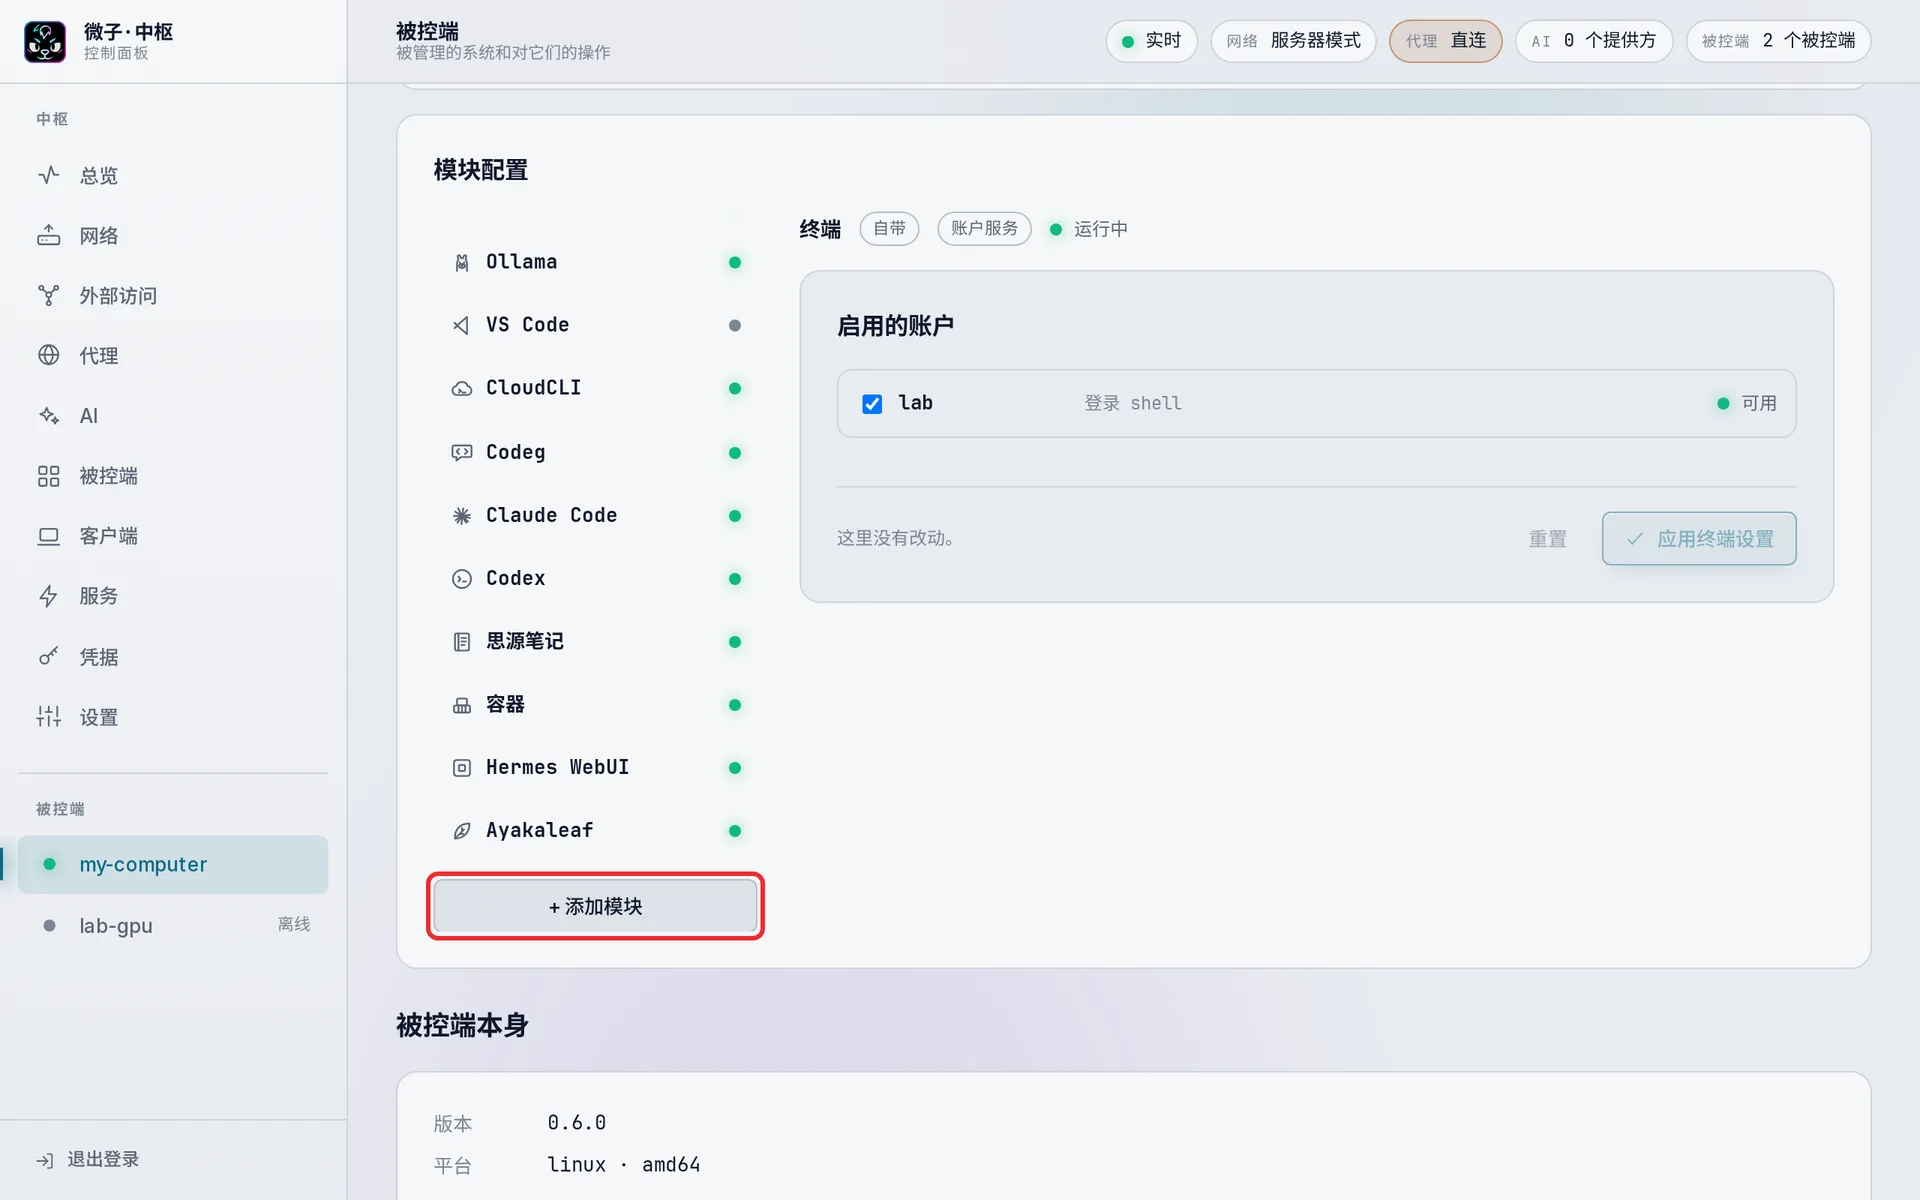 微子·中枢
控制面板
被控端
被管理的系统和对它们的操作
实时
网络 服务器模式
代理 直连
AI 0 个提供方
被控端 2 个被控端
中枢
总览
网络
外部访问
代理
AI
被控端
客户端
服务
凭据
设置
被控端
my-computer
lab-gpu 离线
退出登录
模块配置
Ollama
VS Code
CloudCLI
Codeg
Claude Code
Codex
思源笔记
容器
Hermes WebUI
Ayakaleaf
+ 添加模块
终端 自带 账户服务 运行中
启用的账户
lab 登录 shell 可用
这里没有改动。 重置 应用终端设置
被控端本身
版本 0.6.0
平台 linux · amd64